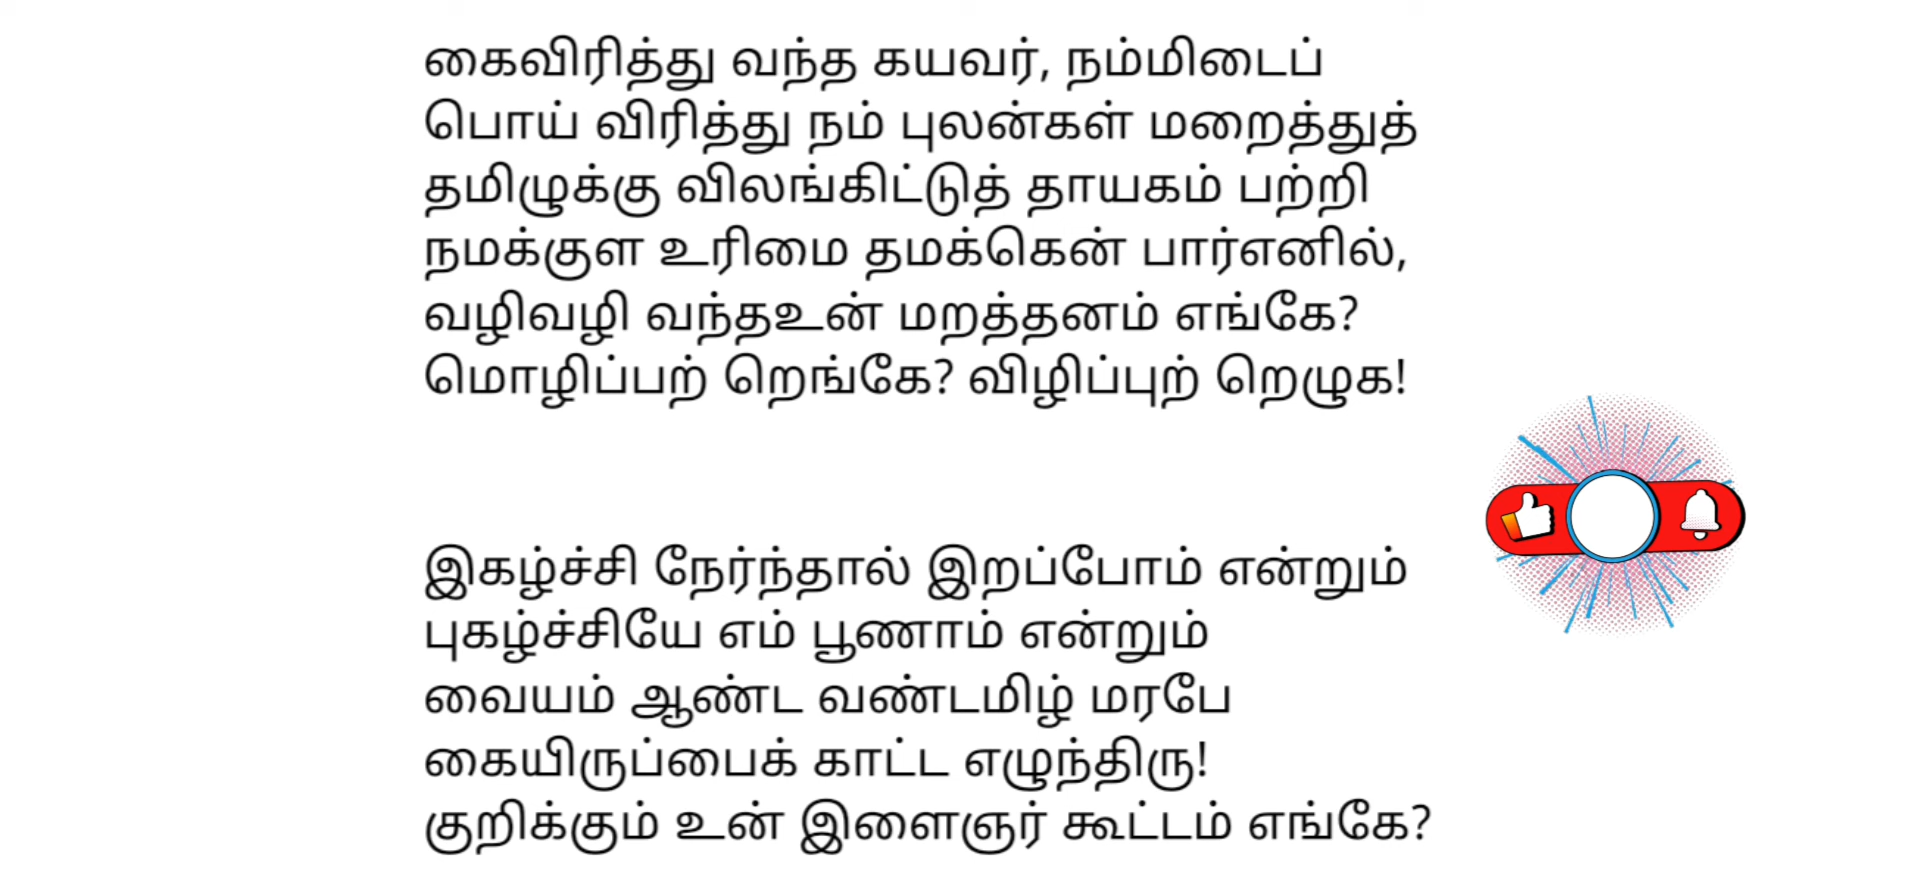 கைவிரித்து வந்த கயவர், நம்மிடைப்
பொய் விரித்து நம் புலன்கள் மறைத்துத்
தமிழுக்கு விலங்கிட்டுத் தாயகம் பற்றி
நமக்குள உரிமை தமக்கென் பார்எனில்,
வழிவழி வந்தஉன் மறத்தனம் எங்கே?
மொழிப்பற் றெங்கே? விழிப்புற் றெழுக!
இகழ்ச்சி நேர்ந்தால் இறப்போம் என்றும்
புகழ்ச்சியே எம் பூணாம் என்றும்
வையம் ஆண்ட வண்டமிழ் மரபே
கையிருப்பைக் காட்ட எழுந்திரு!
குறிக்கும் உன் இளைஞர் கூட்டம் எங்கே?